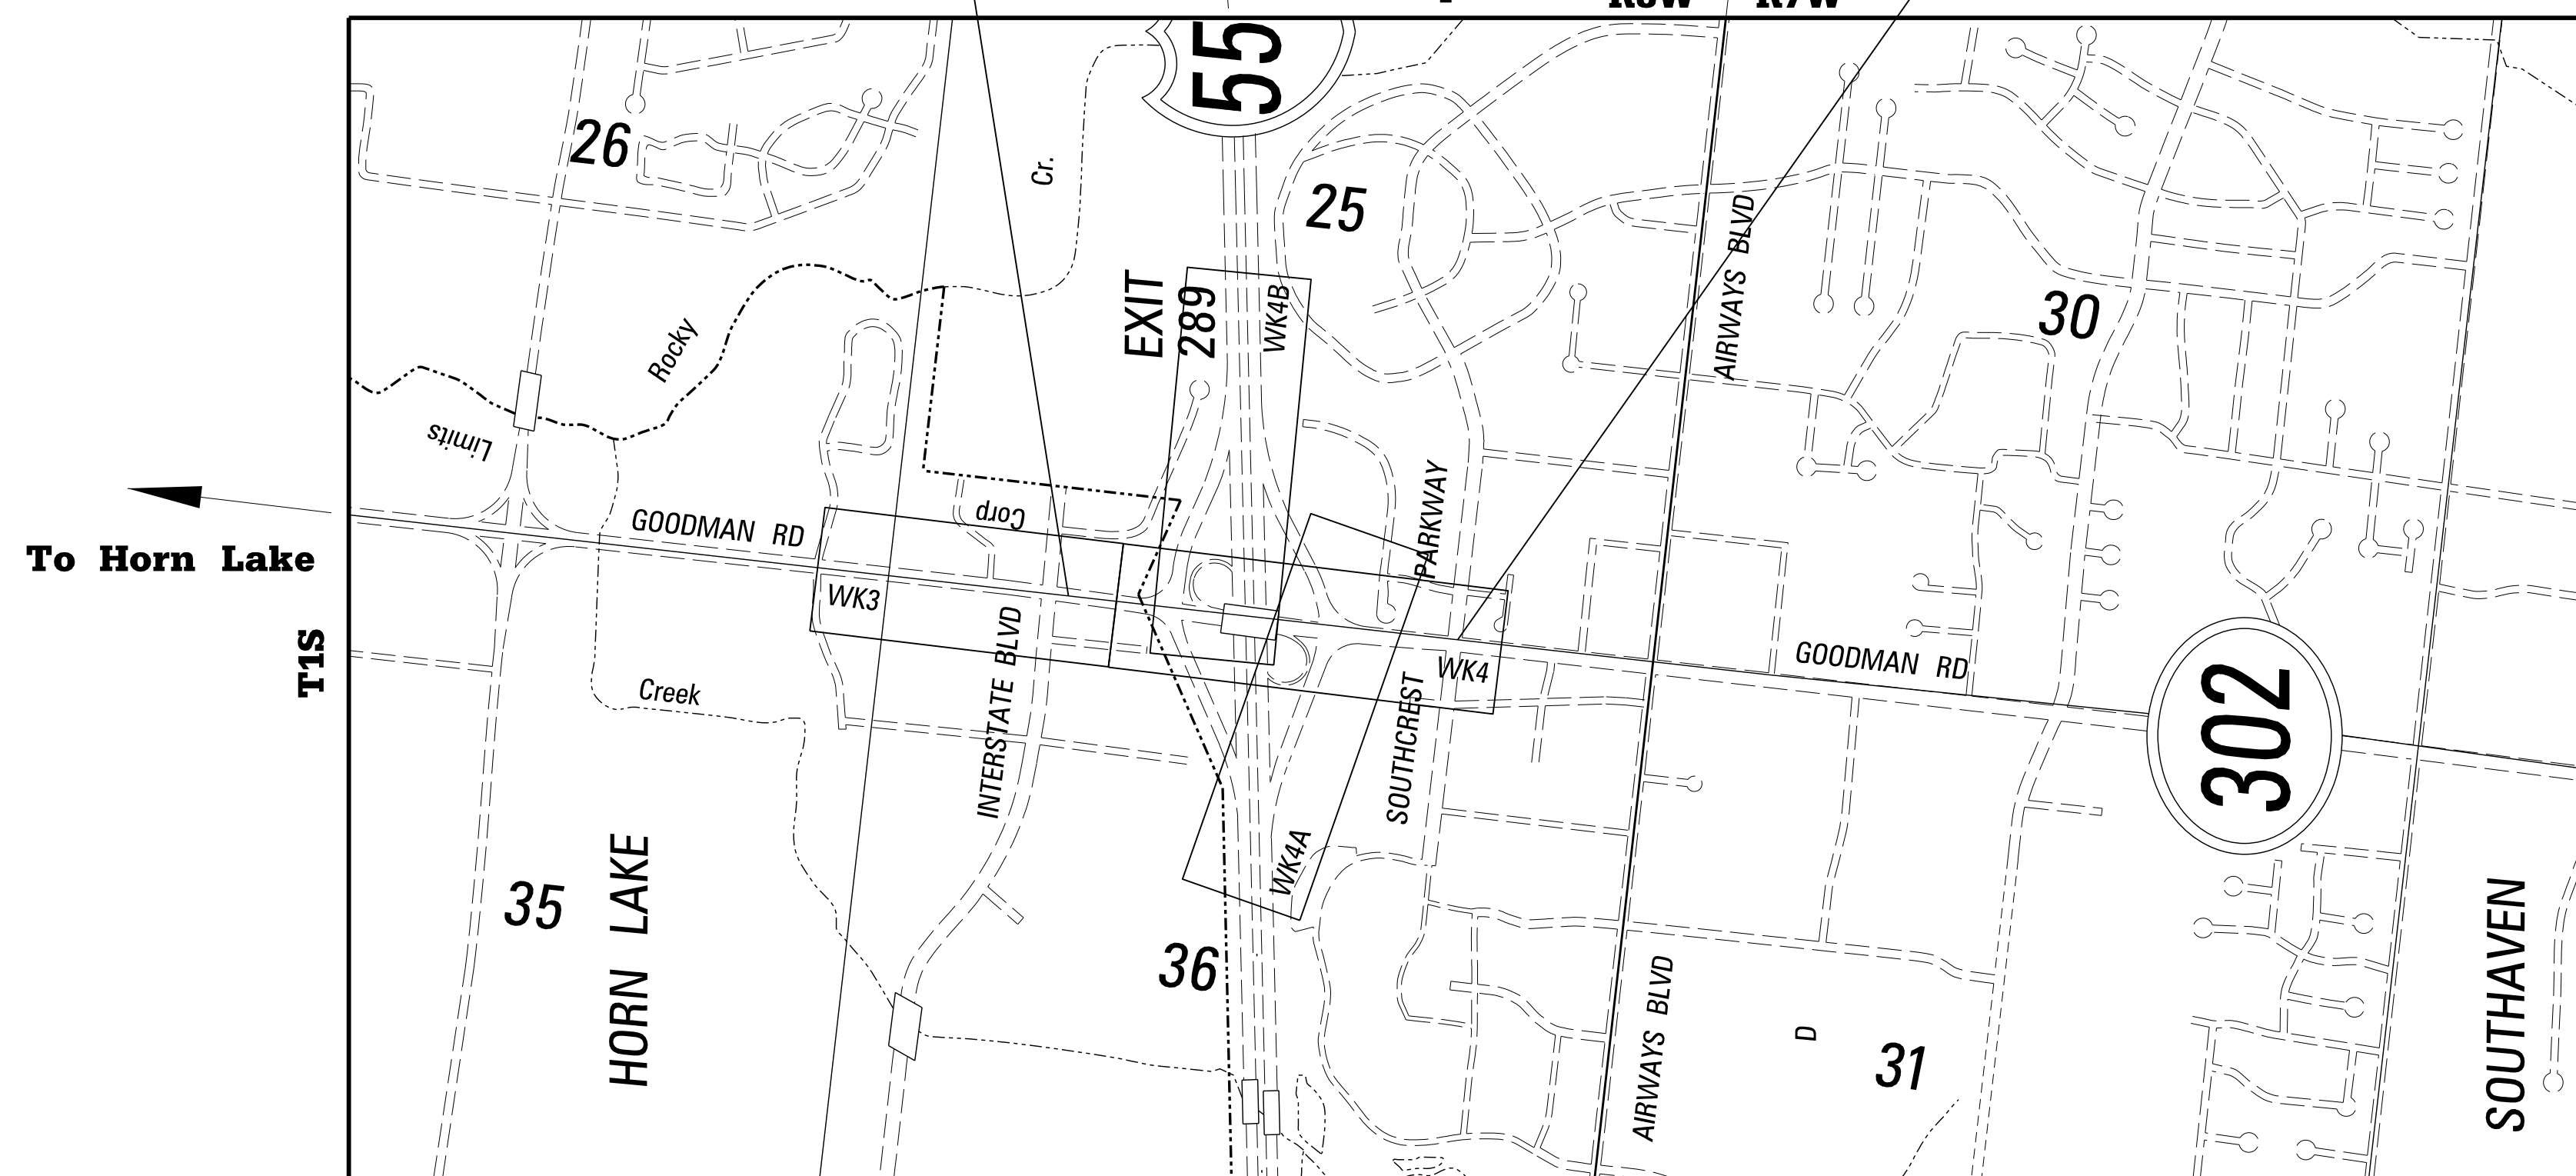 R8W R7W
55
26
Cr.
25
EXIT
289
WK4B
AIRWAYS BLVD
30
Rocky
Limits
GOODMAN RD
Corp
PARKWAY
To Horn Lake
T1S
WK3
INTERSTATE BLVD
WK4
GOODMAN RD
302
Creek
SOUTHCREST
WK4A
35
HORN LAKE
36
AIRWAYS BLVD
D
31
SOUTHAVEN